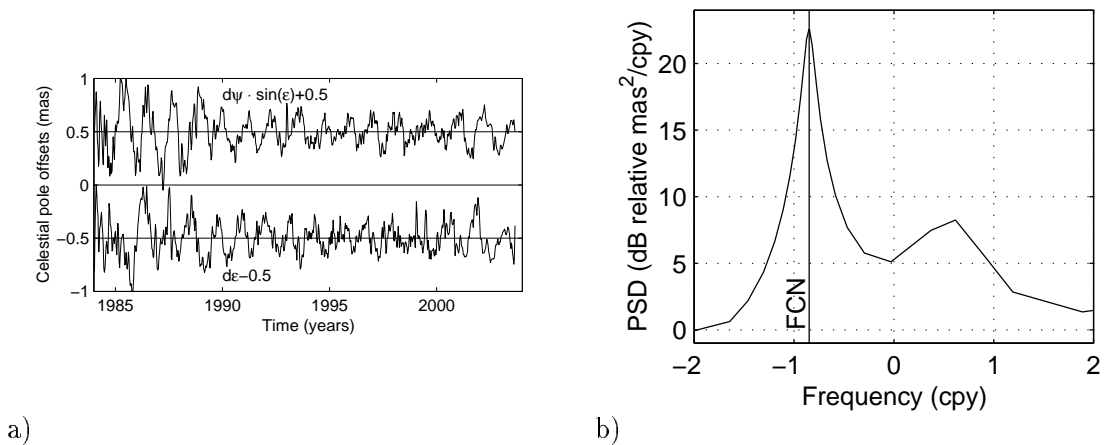 Celestial pole offsets (mas)
1
0.5
0
−0.5
−1
dψ · sin(ε)+0.5
dε−0.5
1985 1990 1995 2000
Time (years)
a)
PSD (dB relative mas²/cpy)
20
15
10
5
0
FCN
−2 −1 0 1 2
Frequency (cpy)
b)